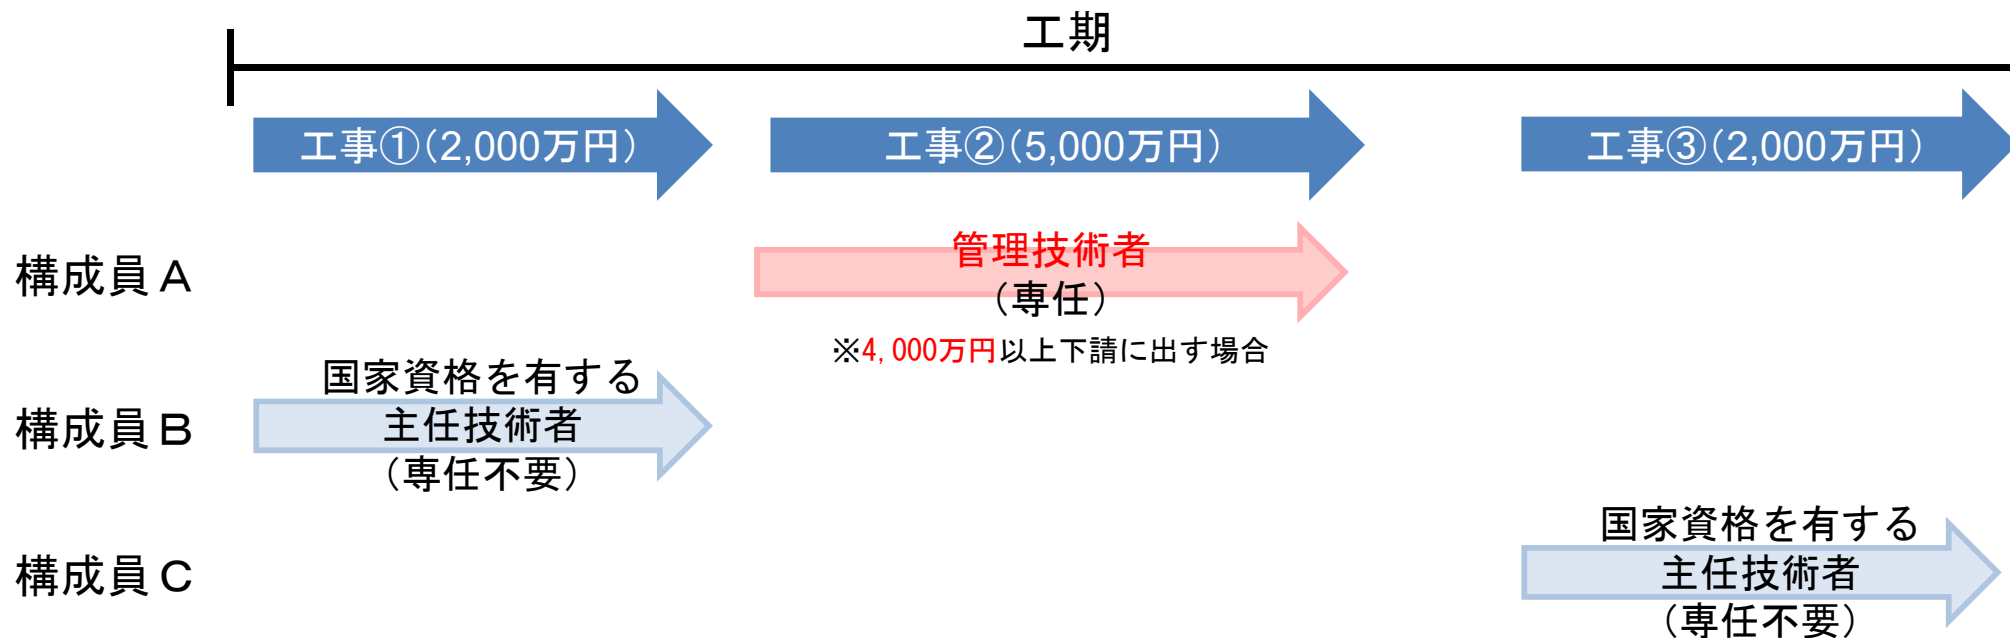 工期
工事①(2,000万円)
工事②(5,000万円)
工事③(2,000万円)
構成員A
管理技術者
(専任)
※4,000万円以上下請に出す場合
構成員B
国家資格を有する
主任技術者
(専任不要)
構成員C
国家資格を有する
主任技術者
(専任不要)